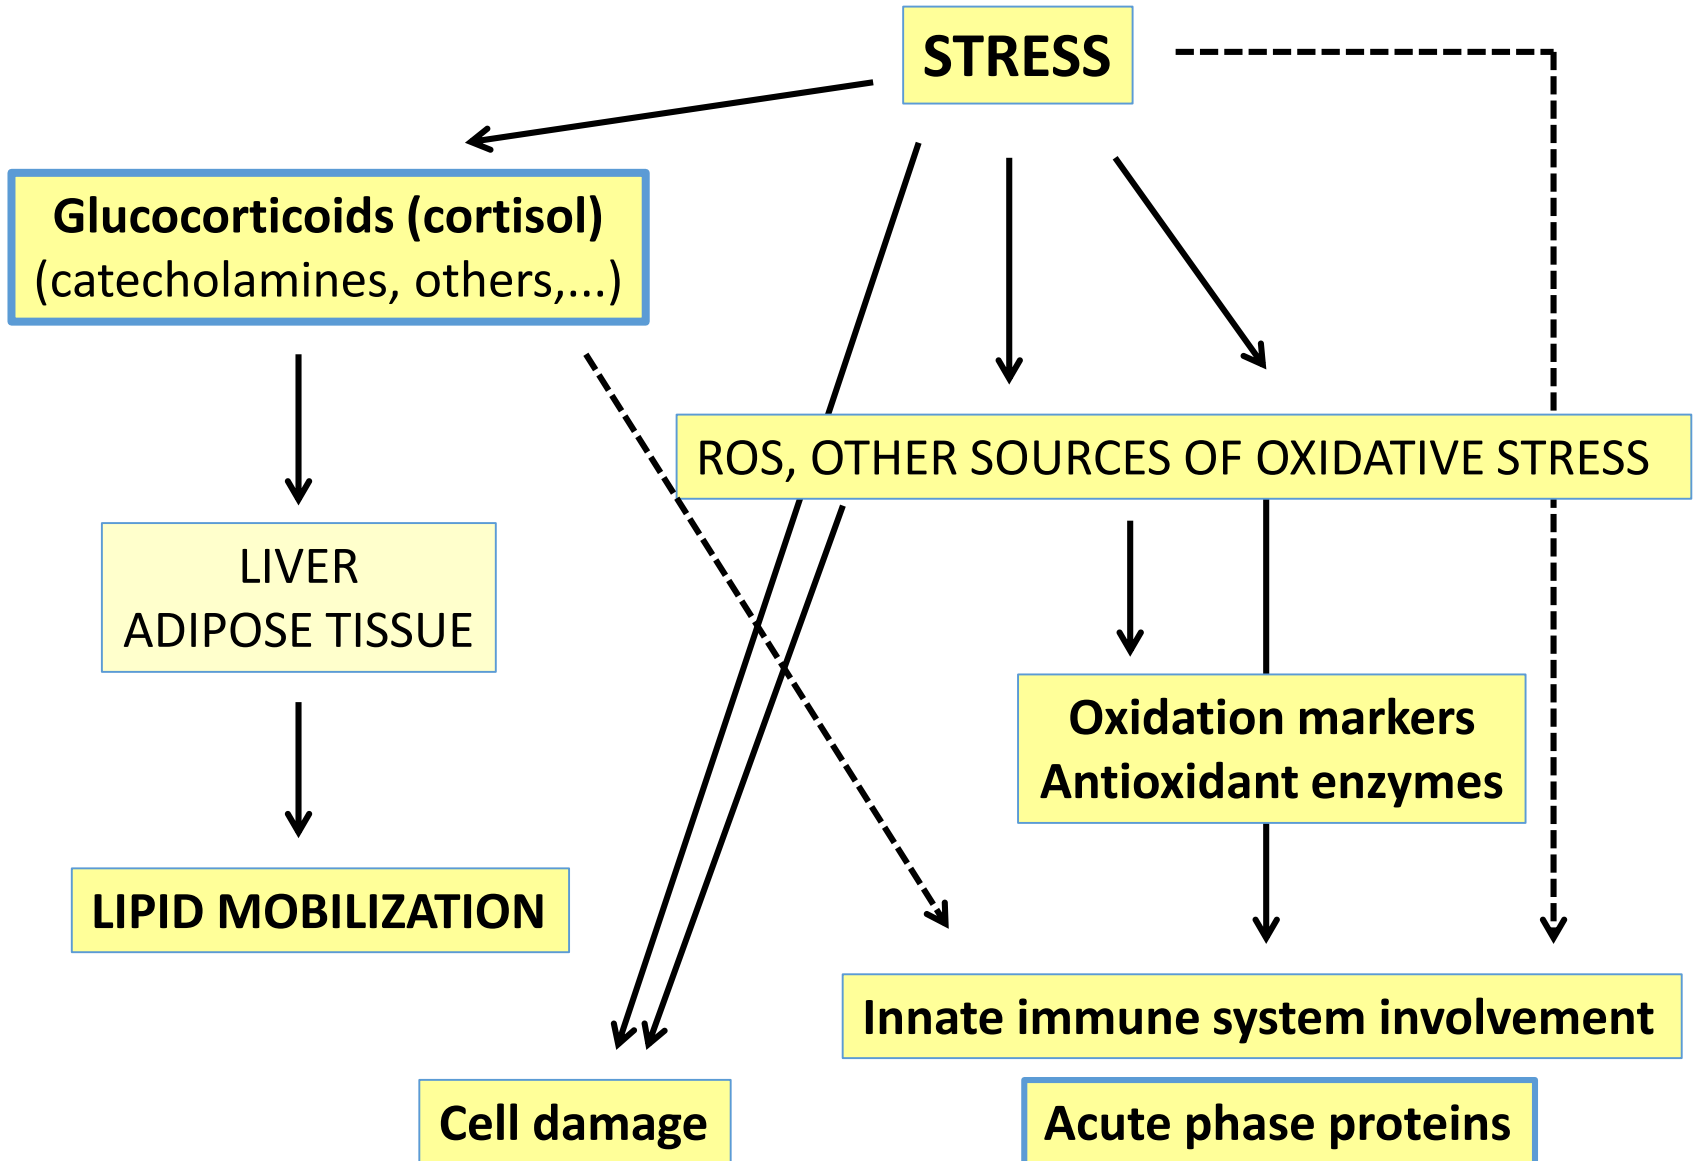 STRESS
Glucocorticoids (cortisol)
(catecholamines, others,...)
ROS, OTHER SOURCES OF OXIDATIVE STRESS
LIVER
ADIPOSE TISSUE
Oxidation markers
Antioxidant enzymes
LIPID MOBILIZATION
Innate immune system involvement
Cell damage
Acute phase proteins